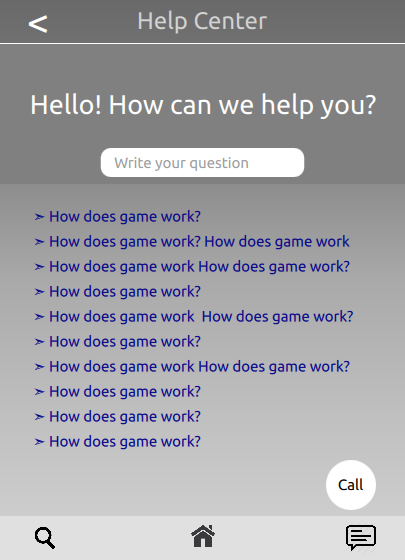 < Help Center
Hello! How can we help you?
Write your question
➣ How does game work?
➣ How does game work? How does game work
➣ How does game work How does game work?
➣ How does game work?
➣ How does game work  How does game work?
➣ How does game work?
➣ How does game work How does game work?
➣ How does game work?
➣ How does game work?
➣ How does game work?
Call